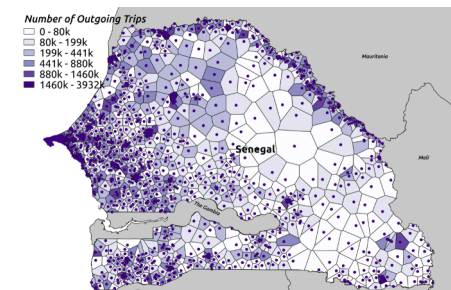 Number of Outgoing Trips
0 - 80k
80k - 199k
199k - 441k
441k - 880k
880k - 1460k
1460k - 3932k
Mauritania
Senegal
Mali
The Gambia